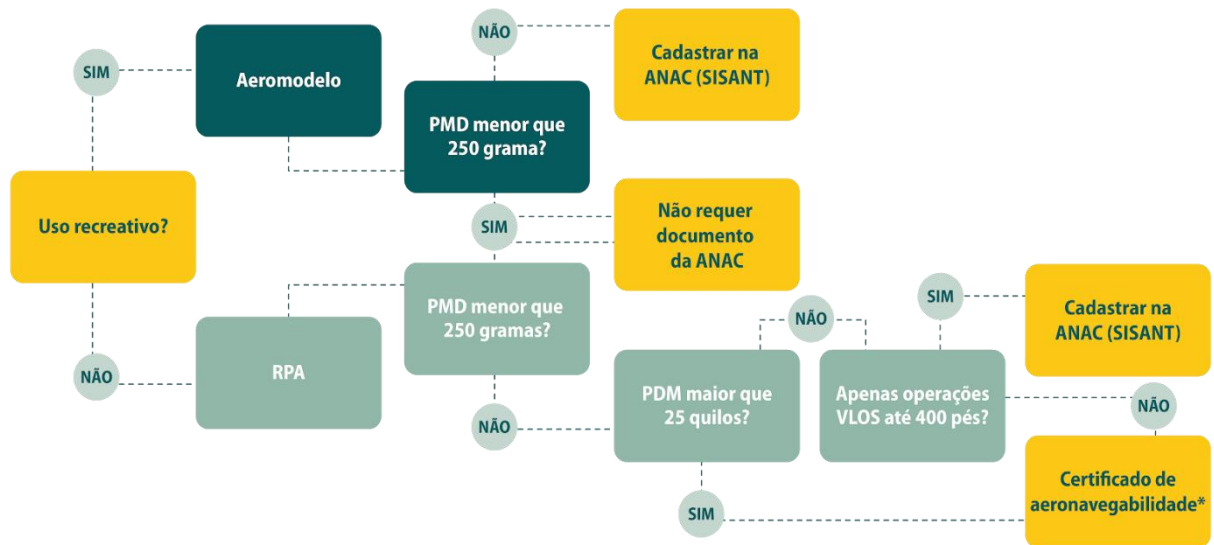 NÃO
SIM
Aeromodelo
Cadastrar na
ANAC (SISANT)
PMD menor que
250 grama?
Uso recreativo?
SIM
Não requer
documento
da ANAC
PMD menor que
250 gramas?
SIM
Cadastrar na
ANAC (SISANT)
NÃO
NÃO
RPA
PDM maior que
25 quilos?
Apenas operações
VLOS até 400 pés?
NÃO
NÃO
Certificado de
aeronavegabilidade*
SIM